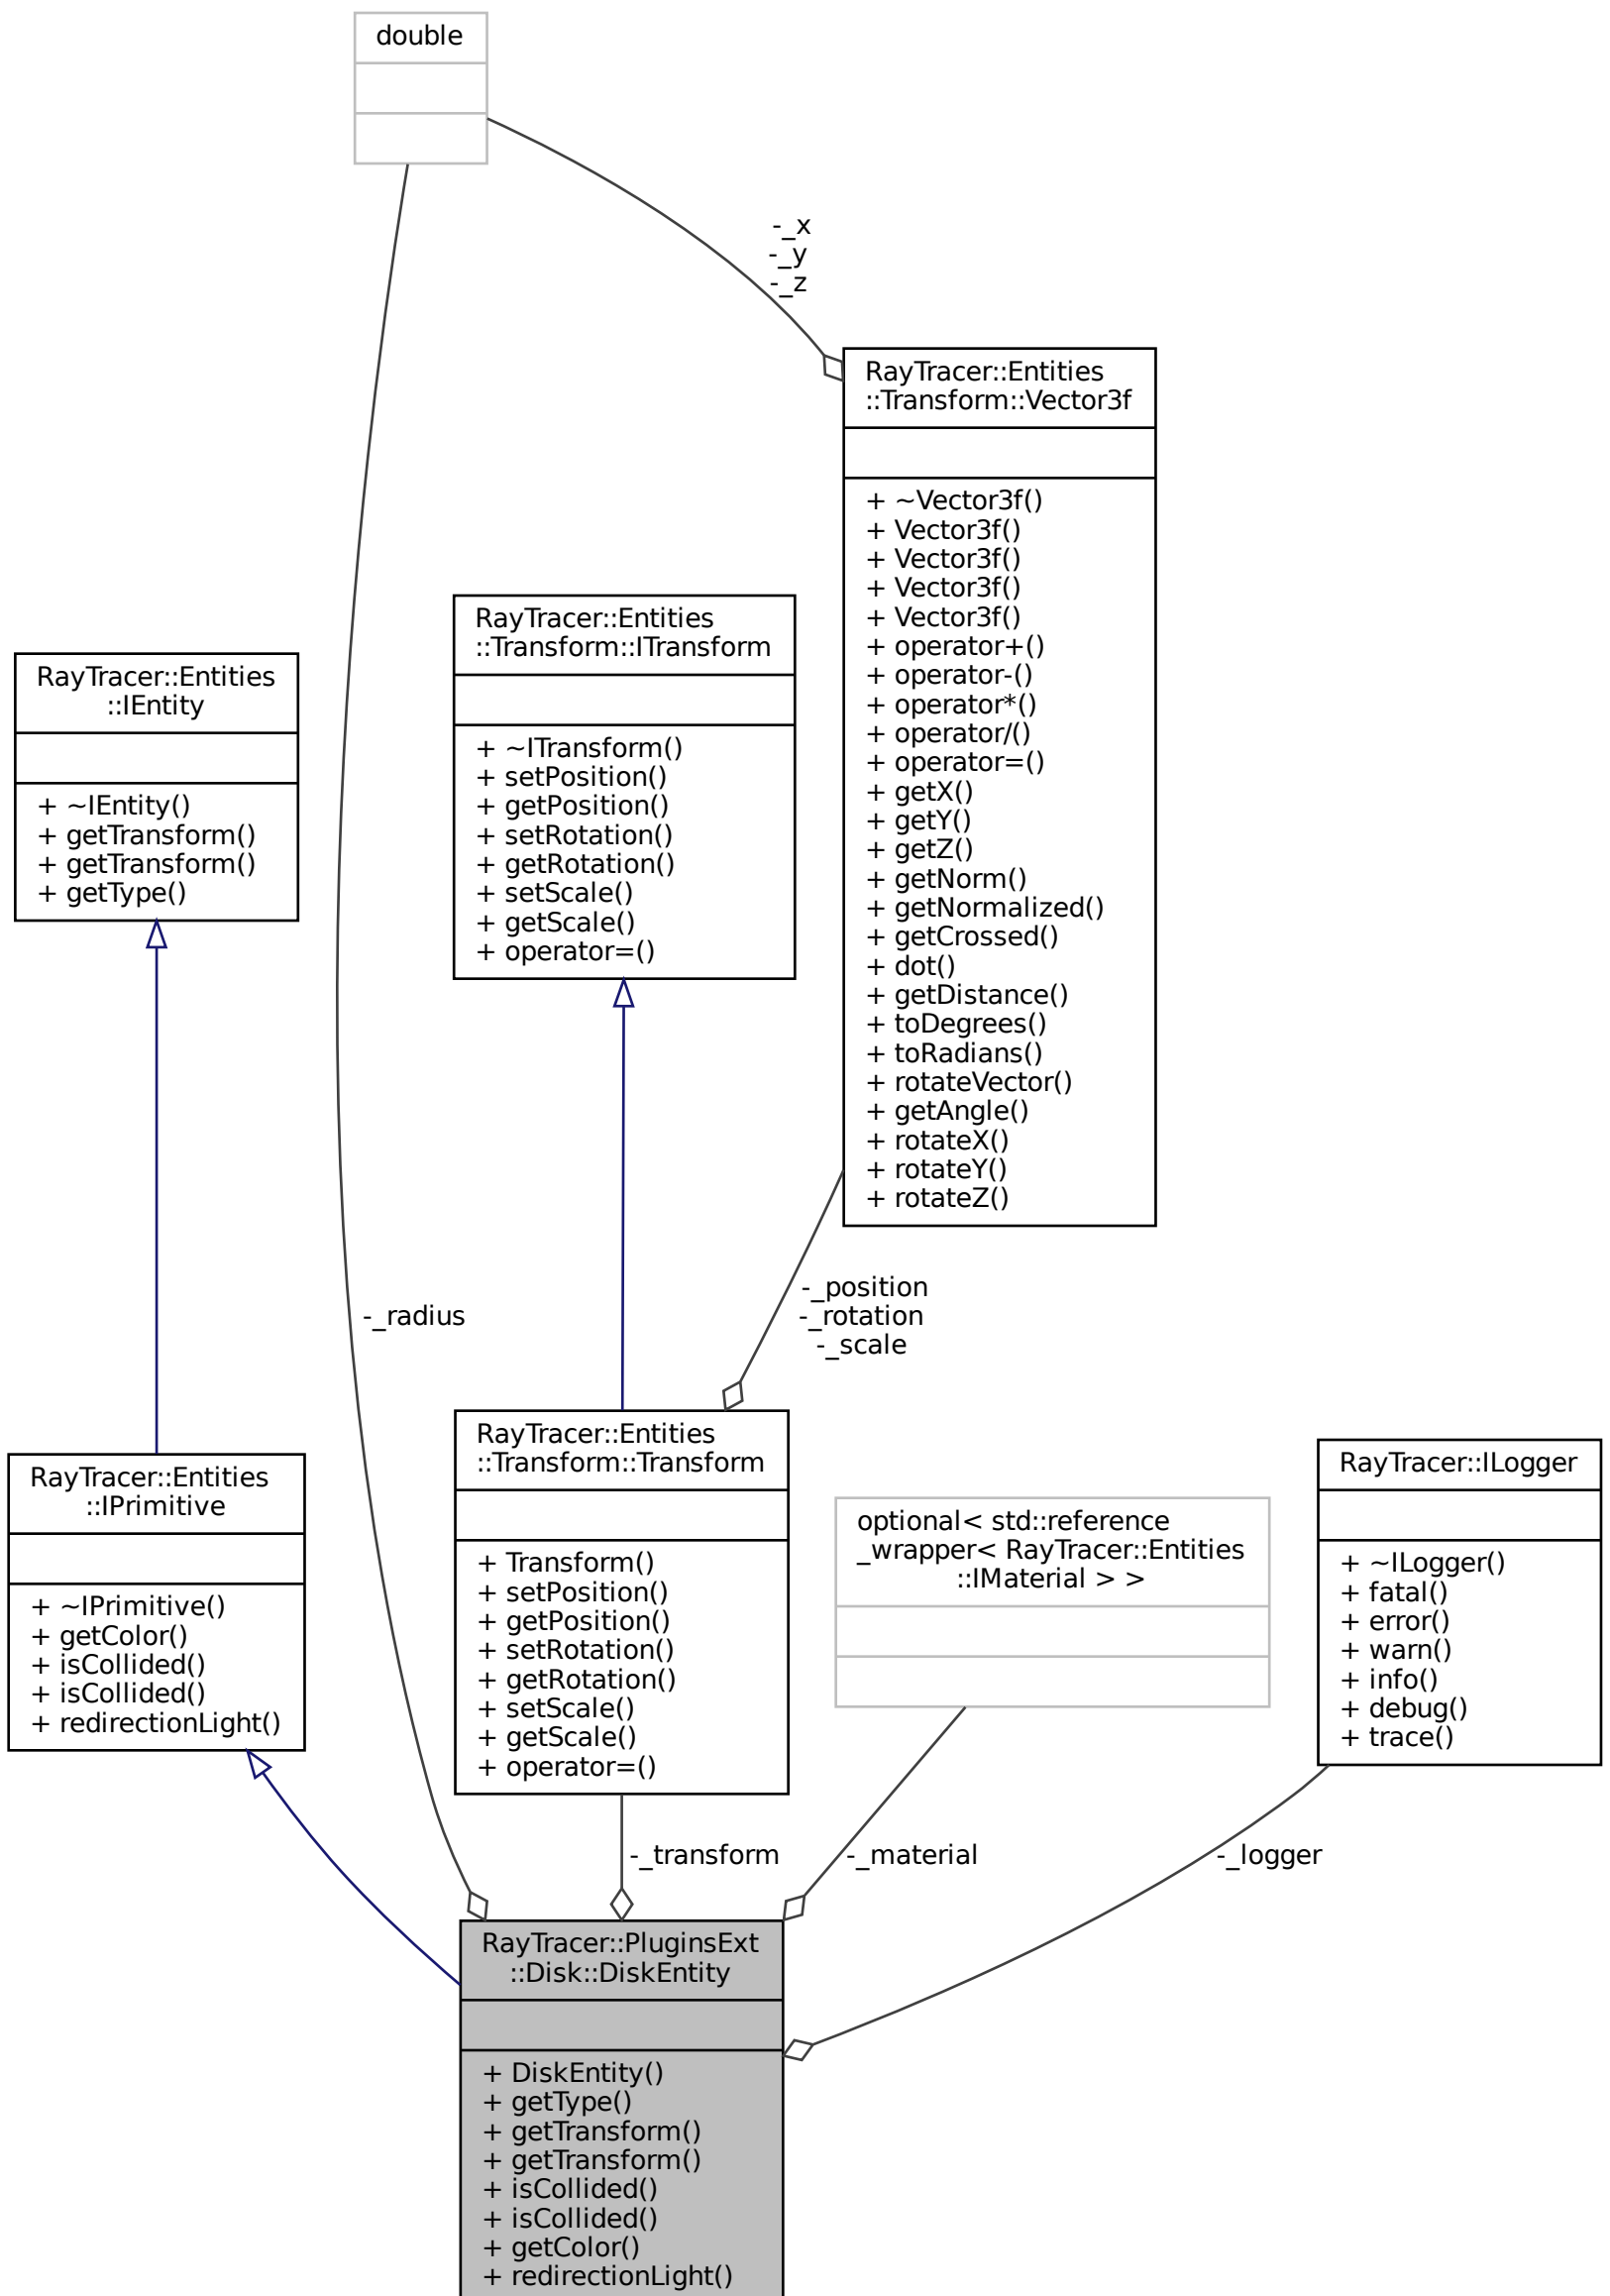 double
-_x
-_y
-_z
RayTracer::Entities
::Transform::Vector3f
+ ~Vector3f()
+ Vector3f()
+ Vector3f()
+ Vector3f()
+ Vector3f()
+ operator+()
+ operator-()
+ operator*()
+ operator/()
+ operator=()
+ getX()
+ getY()
+ getZ()
+ getNorm()
+ getNormalized()
+ getCrossed()
+ dot()
+ getDistance()
+ toDegrees()
+ toRadians()
+ rotateVector()
+ getAngle()
+ rotateX()
+ rotateY()
+ rotateZ()
RayTracer::Entities
::Transform::ITransform
+ ~ITransform()
+ setPosition()
+ getPosition()
+ setRotation()
+ getRotation()
+ setScale()
+ getScale()
+ operator=()
RayTracer::Entities
::IEntity
+ ~IEntity()
+ getTransform()
+ getTransform()
+ getType()
-_radius
-_position
-_rotation
-_scale
RayTracer::Entities
::IPrimitive
+ ~IPrimitive()
+ getColor()
+ isCollided()
+ isCollided()
+ redirectionLight()
RayTracer::Entities
::Transform::Transform
+ Transform()
+ setPosition()
+ getPosition()
+ setRotation()
+ getRotation()
+ setScale()
+ getScale()
+ operator=()
optional< std::reference
_wrapper< RayTracer::Entities
::IMaterial > >
RayTracer::ILogger
+ ~ILogger()
+ fatal()
+ error()
+ warn()
+ info()
+ debug()
+ trace()
-_transform
-_material
-_logger
RayTracer::PluginsExt
::Disk::DiskEntity
+ DiskEntity()
+ getType()
+ getTransform()
+ getTransform()
+ isCollided()
+ isCollided()
+ getColor()
+ redirectionLight()